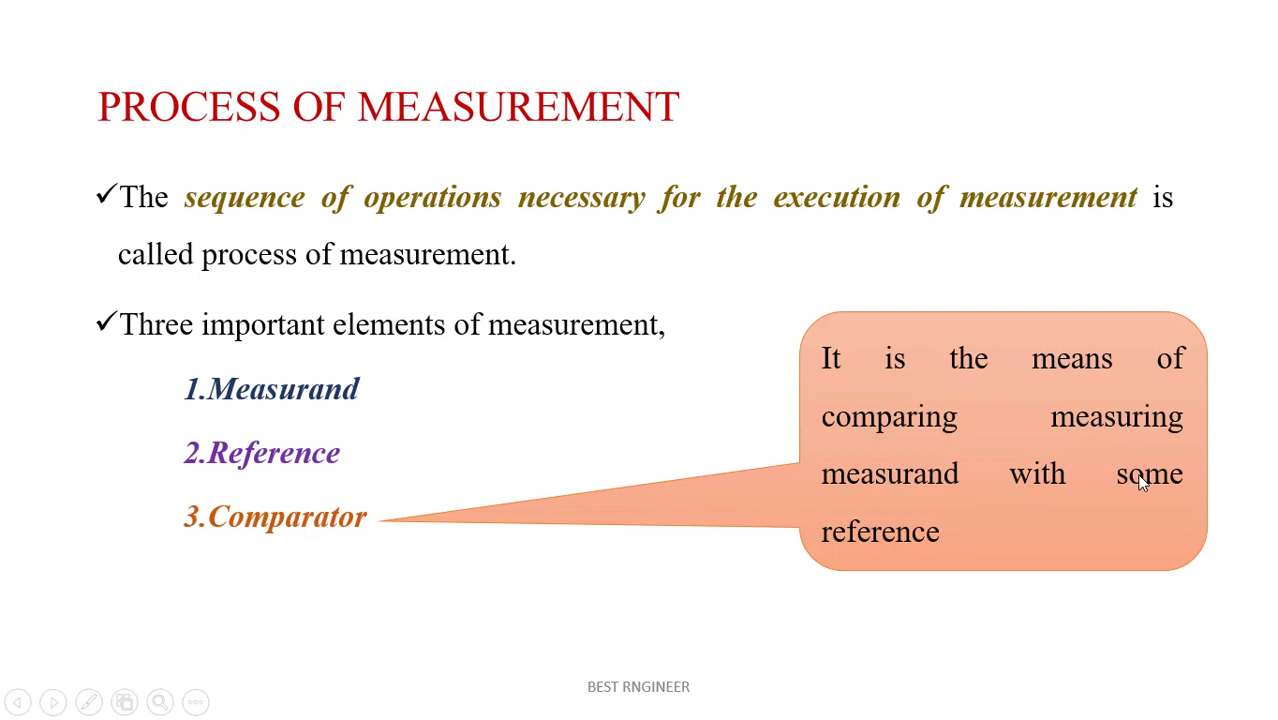 PROCESS OF MEASUREMENT
✓The sequence of operations necessary for the execution of measurement is
called process of measurement.
✓Three important elements of measurement,
1.Measurand
2.Reference
3.Comparator
It is the means of
comparing measuring
measurand with some
reference
BEST RNGINEER